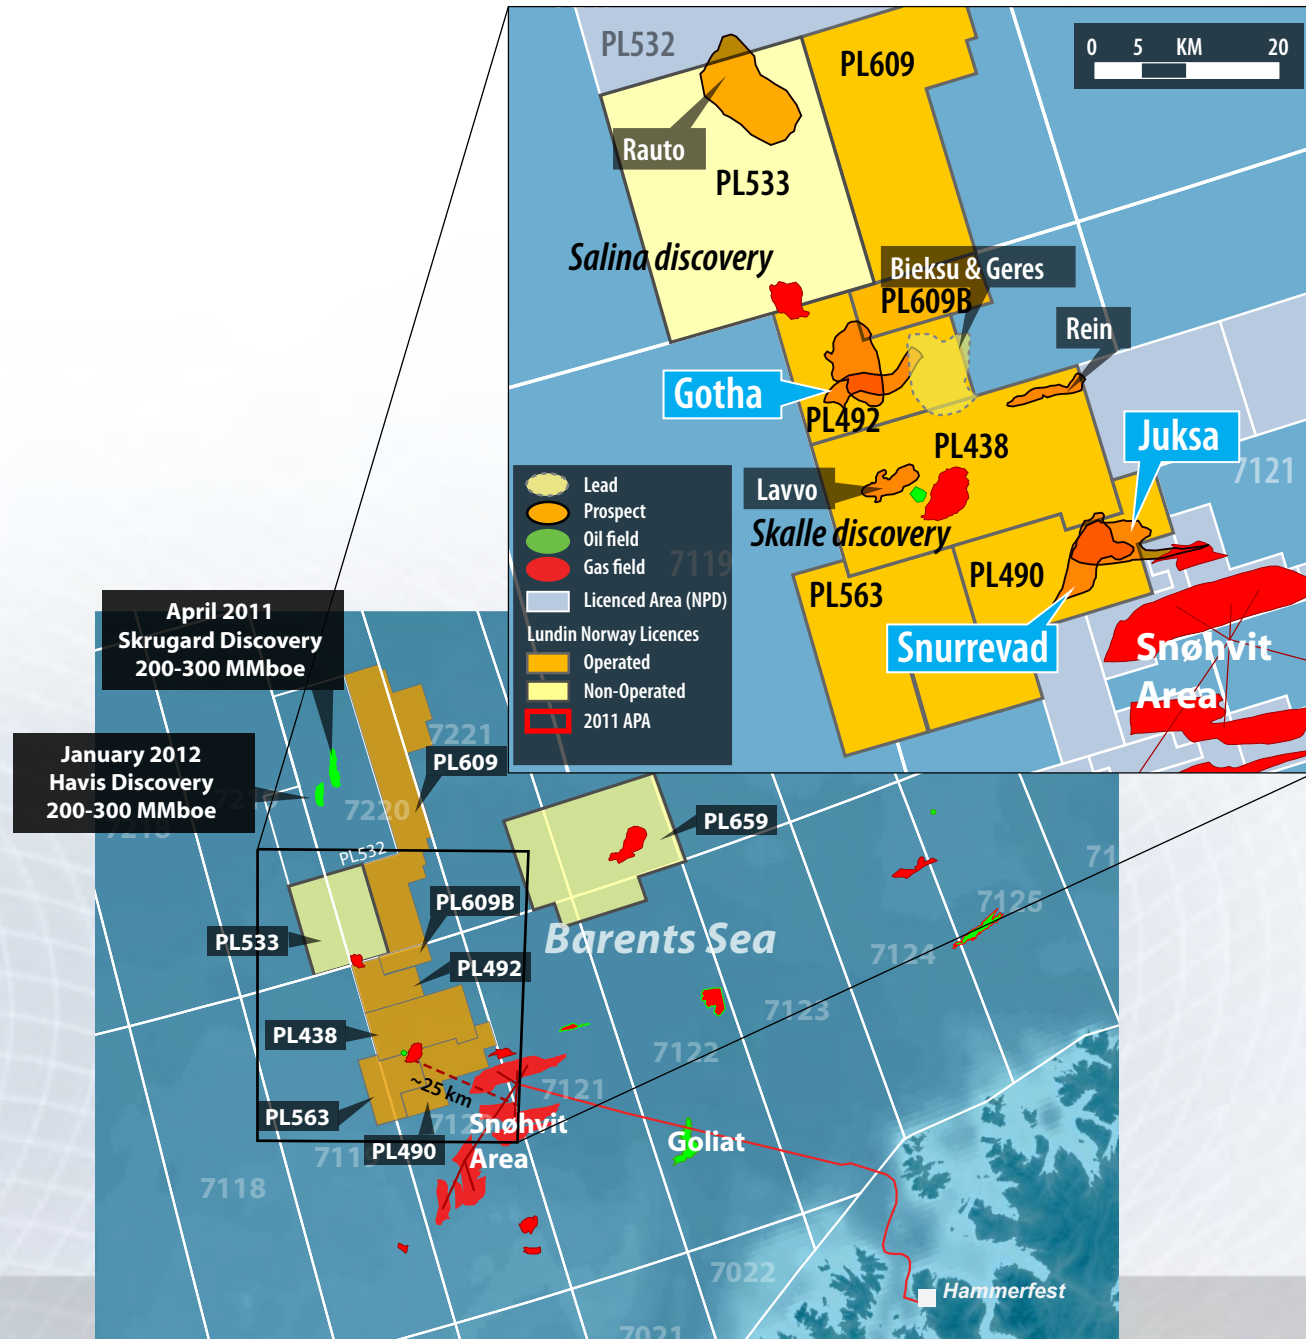 PL532
PL609
0 5 KM 20
Rauto
PL533
Salina discovery
Bieksu & Geres
PL609B
Rein
Gotha
PL492
PL438
Juksa
7121
Lavvo
Skalle discovery
7119
PL490
PL563
Snurrevad
Snøhvit
Area
Lead
Prospect
Oil field
Gas field
Licenced Area (NPD)
Lundin Norway Licences
Operated
Non-Operated
2011 APA
April 2011
Skrugard Discovery
200-300 MMboe
January 2012
Havis Discovery
200-300 MMboe
7221
PL609
7220
PL659
PL532
PL609B
7125
PL533
Barents Sea
7124
PL492
7123
PL438
7122
~25 km
7121
PL563
Snøhvit
Area
Goliat
PL490
7118
7022
Hammerfest
7021